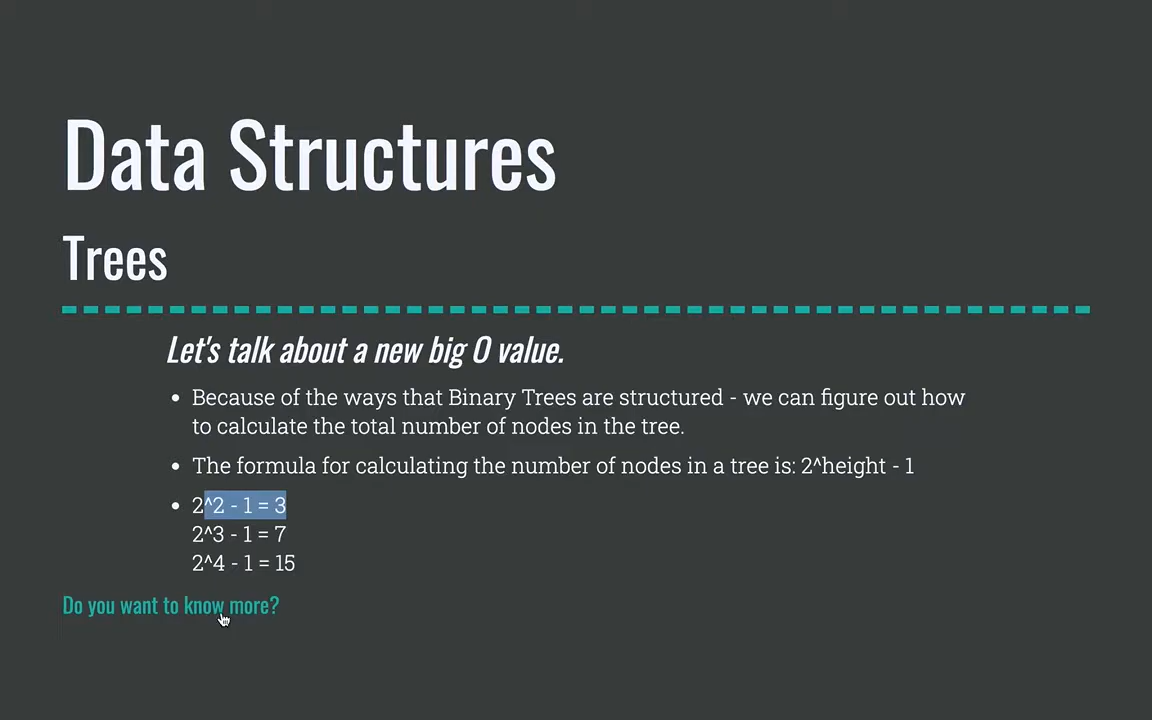 Data Structures
Trees
Let's talk about a new big O value.
• Because of the ways that Binary Trees are structured - we can figure out how
to calculate the total number of nodes in the tree.
• The formula for calculating the number of nodes in a tree is: 2^height - 1
• 2^2 - 1 = 3
2^3 - 1 = 7
2^4 - 1 = 15
Do you want to know more?